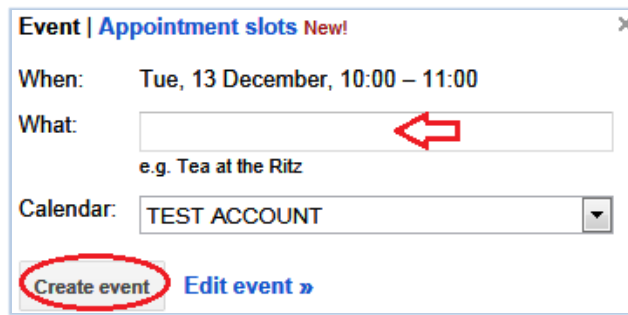 Event | Appointment slots New!
When: Tue, 13 December, 10:00 – 11:00
What:
e.g. Tea at the Ritz
Calendar: TEST ACCOUNT
Create event Edit event »